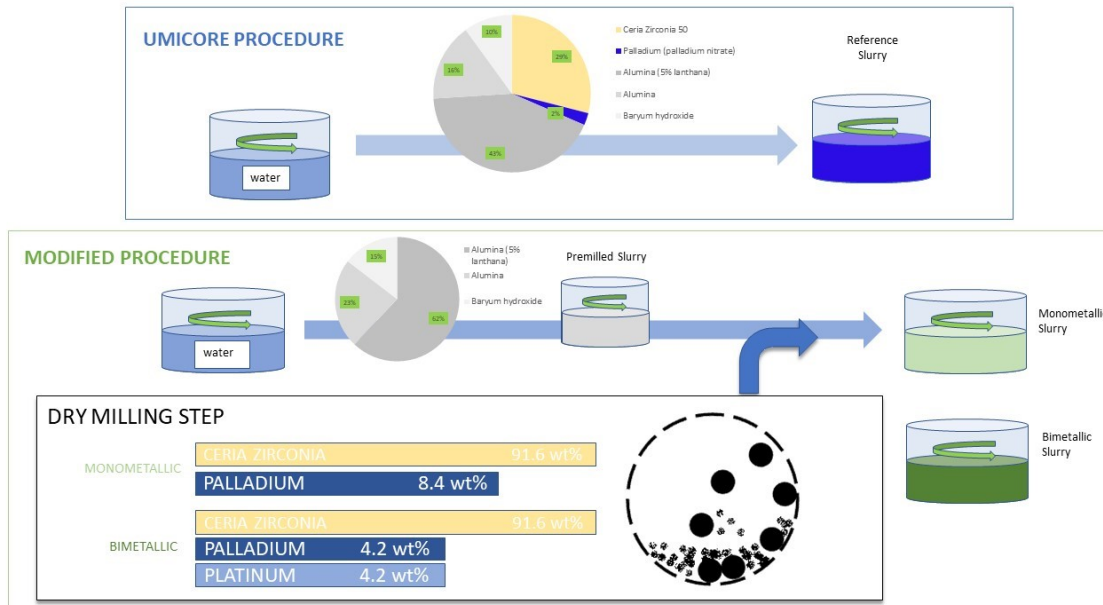 UMICORE PROCEDURE
10%
29%
16%
2%
43%
Ceria Zirconia 50
Palladium (palladium nitrate)
Alumina (5% lanthana)
Alumina
Baryum hydroxide
Reference
Slurry
water
MODIFIED PROCEDURE
15%
23%
62%
Alumina (5%
lanthana)
Alumina
Baryum hydroxide
Premilled Slurry
Monometallic
Slurry
water
DRY MILLING STEP
MONOMETALLIC
CERIA ZIRCONIA 91.6 wt%
PALLADIUM 8.4 wt%
BIMETALLIC
CERIA ZIRCONIA 91.6 wt%
PALLADIUM 4.2 wt%
PLATINUM 4.2 wt%
Bimetallic
Slurry